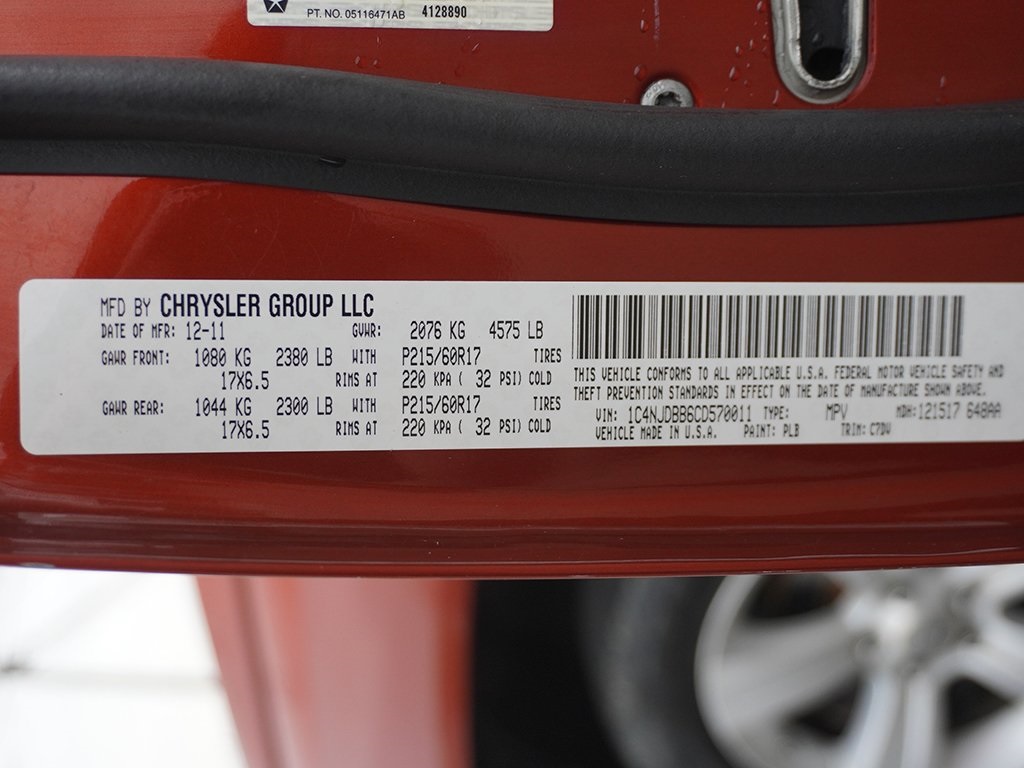 PT. NO. 05116471AB 4128890
MFD BY CHRYSLER GROUP LLC
DATE OF MFR: 12-11 GVWR: 2076 KG 4575 LB
GAWR FRONT: 1080 KG 2380 LB WITH P215/60R17 TIRES
17X6.5 RIMS AT 220 KPA ( 32 PSI) COLD
GAWR REAR: 1044 KG 2300 LB WITH P215/60R17 TIRES
17X6.5 RIMS AT 220 KPA ( 32 PSI) COLD
THIS VEHICLE CONFORMS TO ALL APPLICABLE U.S.A. FEDERAL MOTOR VEHICLE SAFETY AND
THEFT PREVENTION STANDARDS IN EFFECT ON THE DATE OF MANUFACTURE SHOWN ABOVE.
VIN: 1C4NJDBB6CD570011 TYPE: MPV MDH:121517 648AA
VEHICLE MADE IN U.S.A. PAINT: PLB TRIM: C7DV